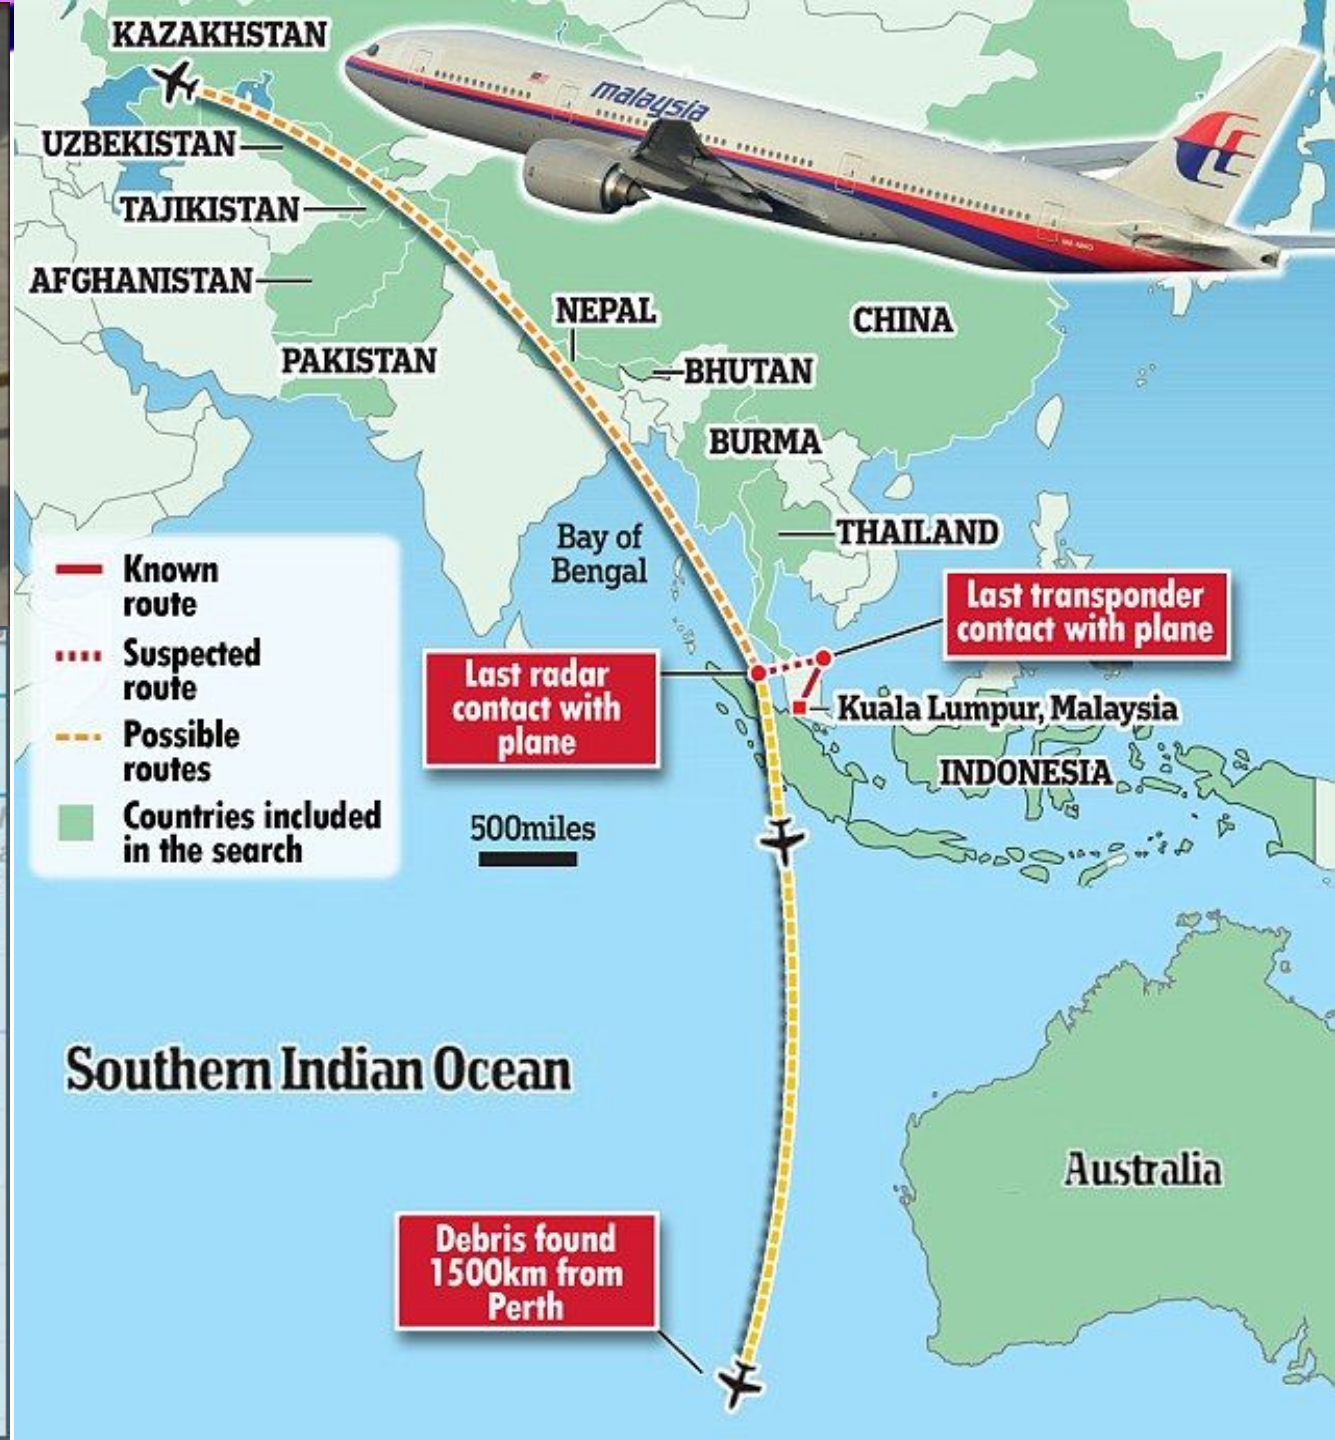 KAZAKHSTAN
malaysia
UZBEKISTAN
TAJIKISTAN
AFGHANISTAN
NEPAL
CHINA
PAKISTAN
BHUTAN
BURMA
Bay of
Bengal
THAILAND
Known
route
Suspected
route
Possible
routes
Countries included
in the search
Last transponder
contact with plane
Last radar
contact with
plane
Kuala Lumpur, Malaysia
INDONESIA
500miles
Southern Indian Ocean
Australia
Debris found
1500km from
Perth